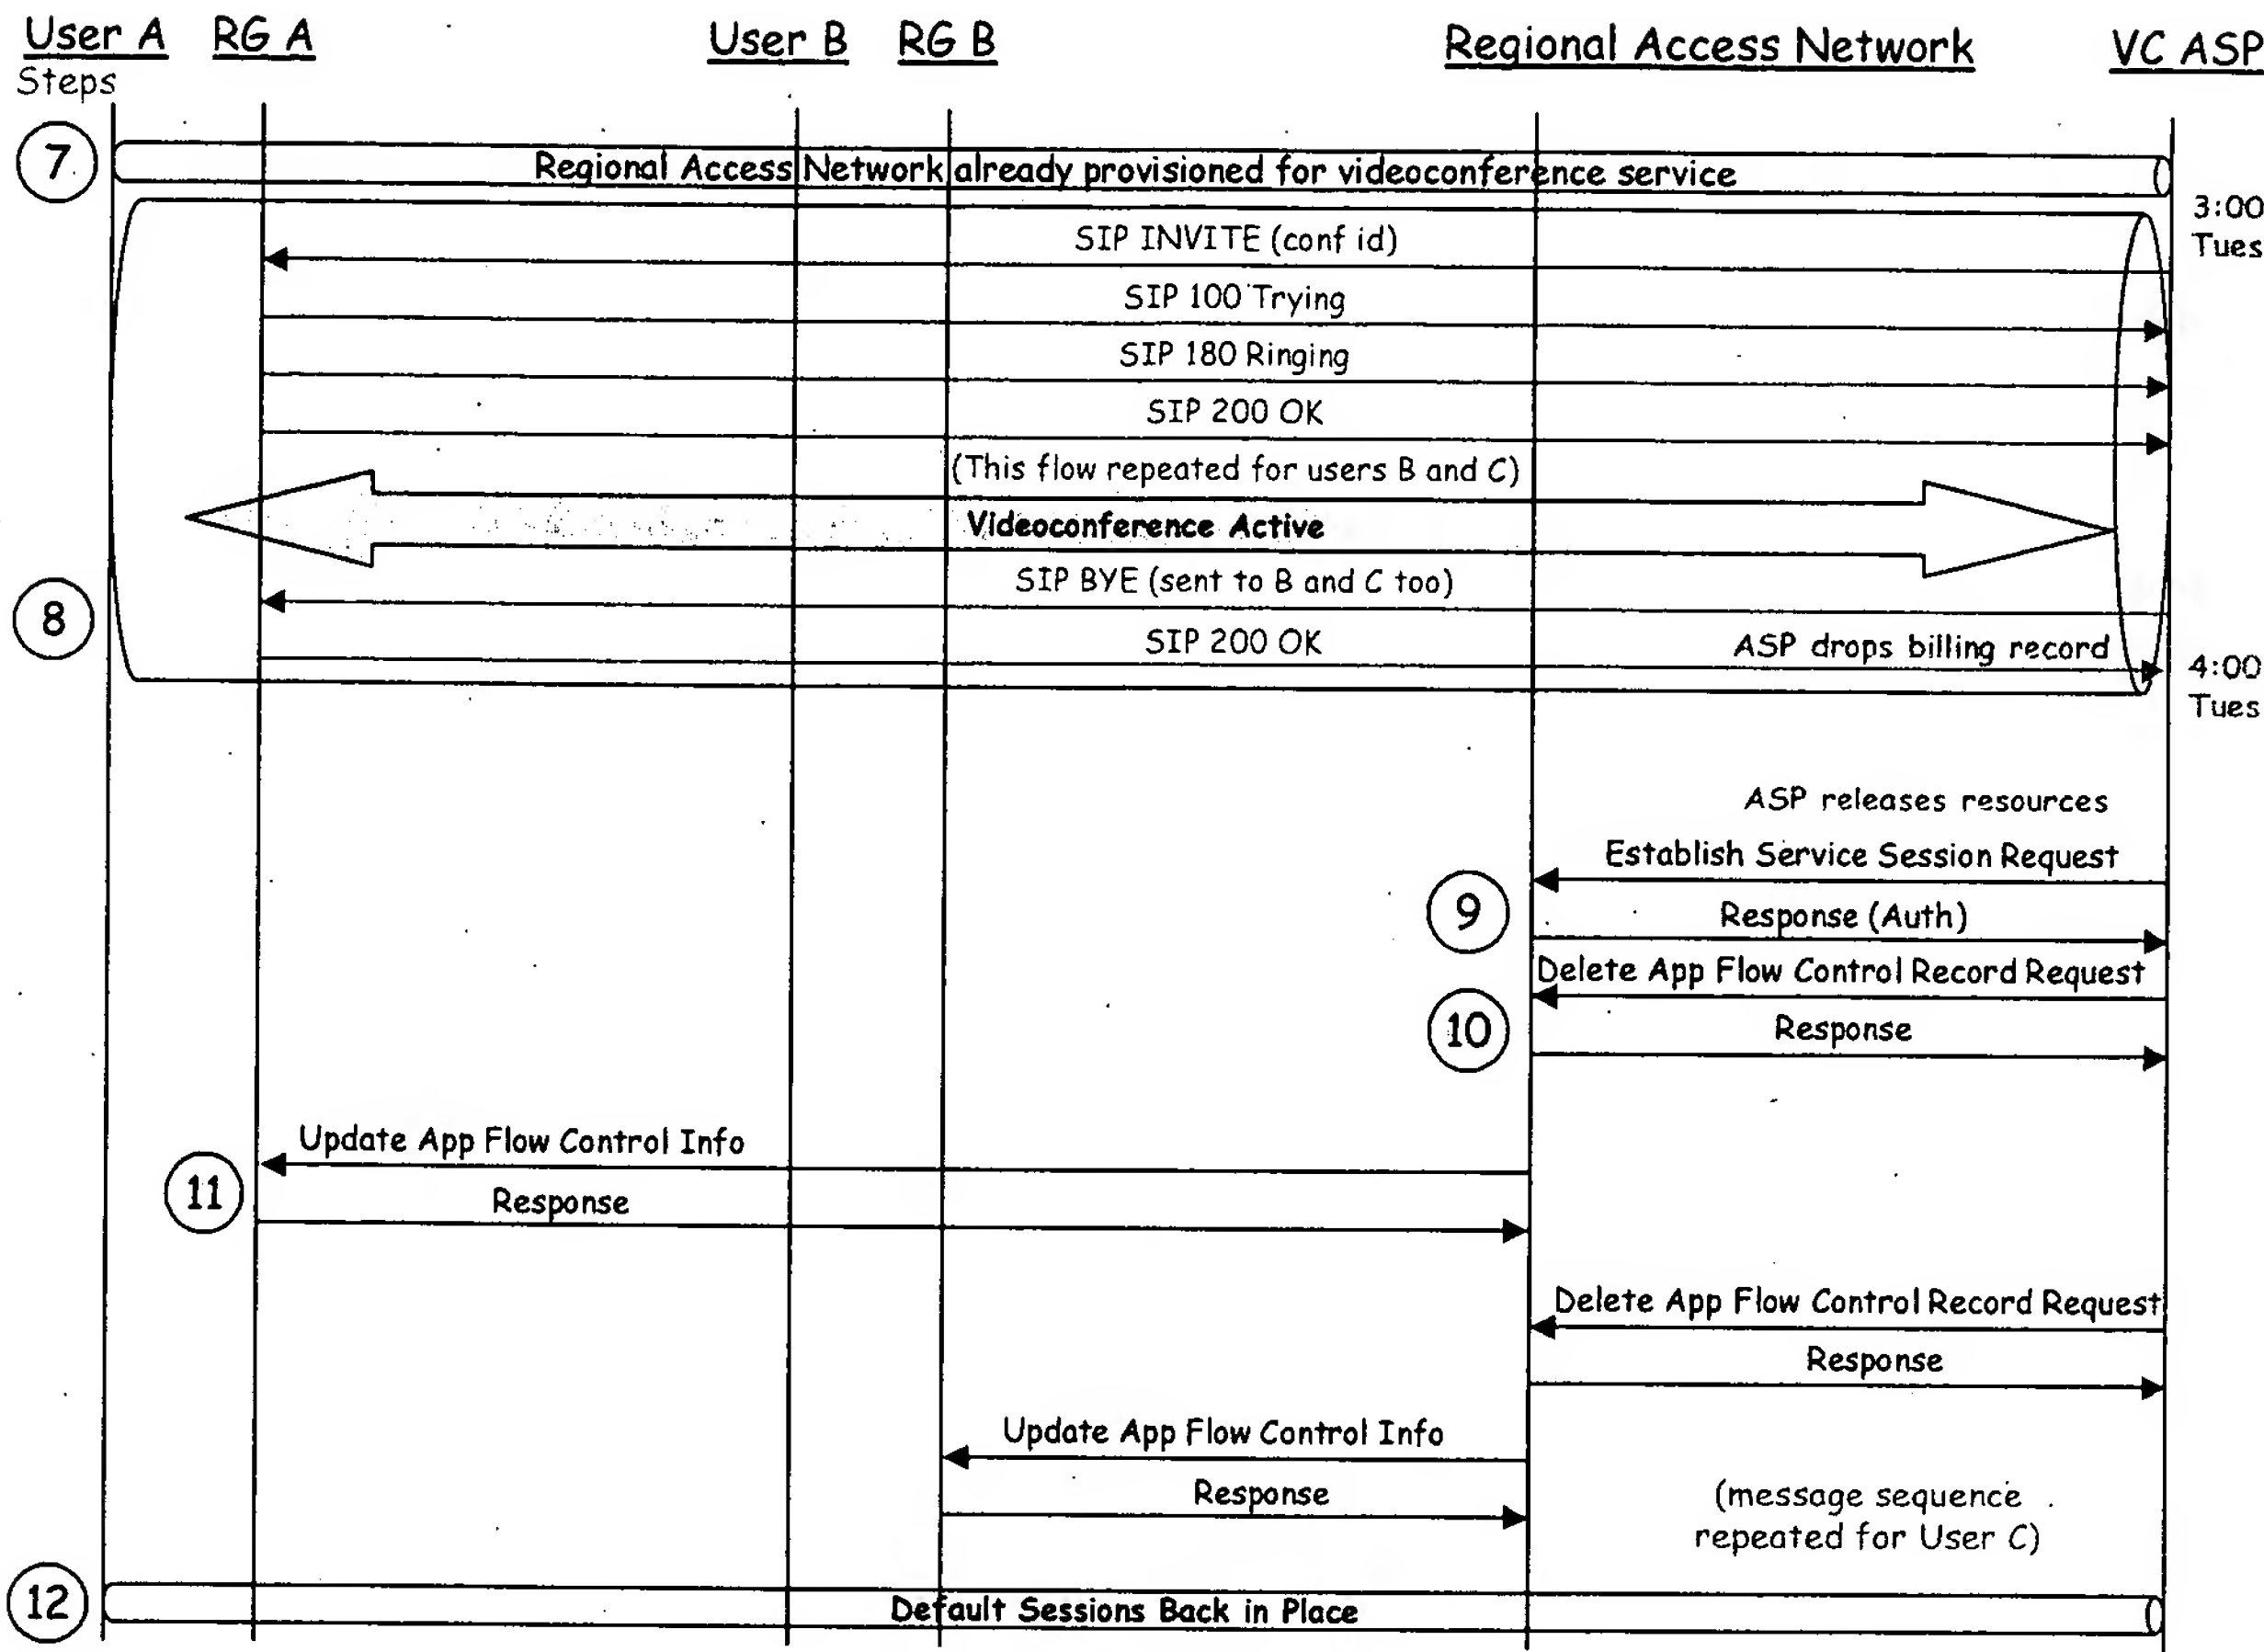 User A RG A User B RG B Regional Access Network VC ASP
Steps
7 Regional Access Network already provisioned for videoconference service
3:00
Tues
SIP INVITE (conf id)
SIP 100 Trying
SIP 180 Ringing
SIP 200 OK
(This flow repeated for users B and C)
Videoconference Active
SIP BYE (sent to B and C too)
8
SIP 200 OK ASP drops billing record
4:00
Tues
ASP releases resources
Establish Service Session Request
9 Response (Auth)
Delete App Flow Control Record Request
10 Response
Update App Flow Control Info
11 Response
Delete App Flow Control Record Request
Response
Update App Flow Control Info
Response
(message sequence
repeated for User C)
12 Default Sessions Back in Place